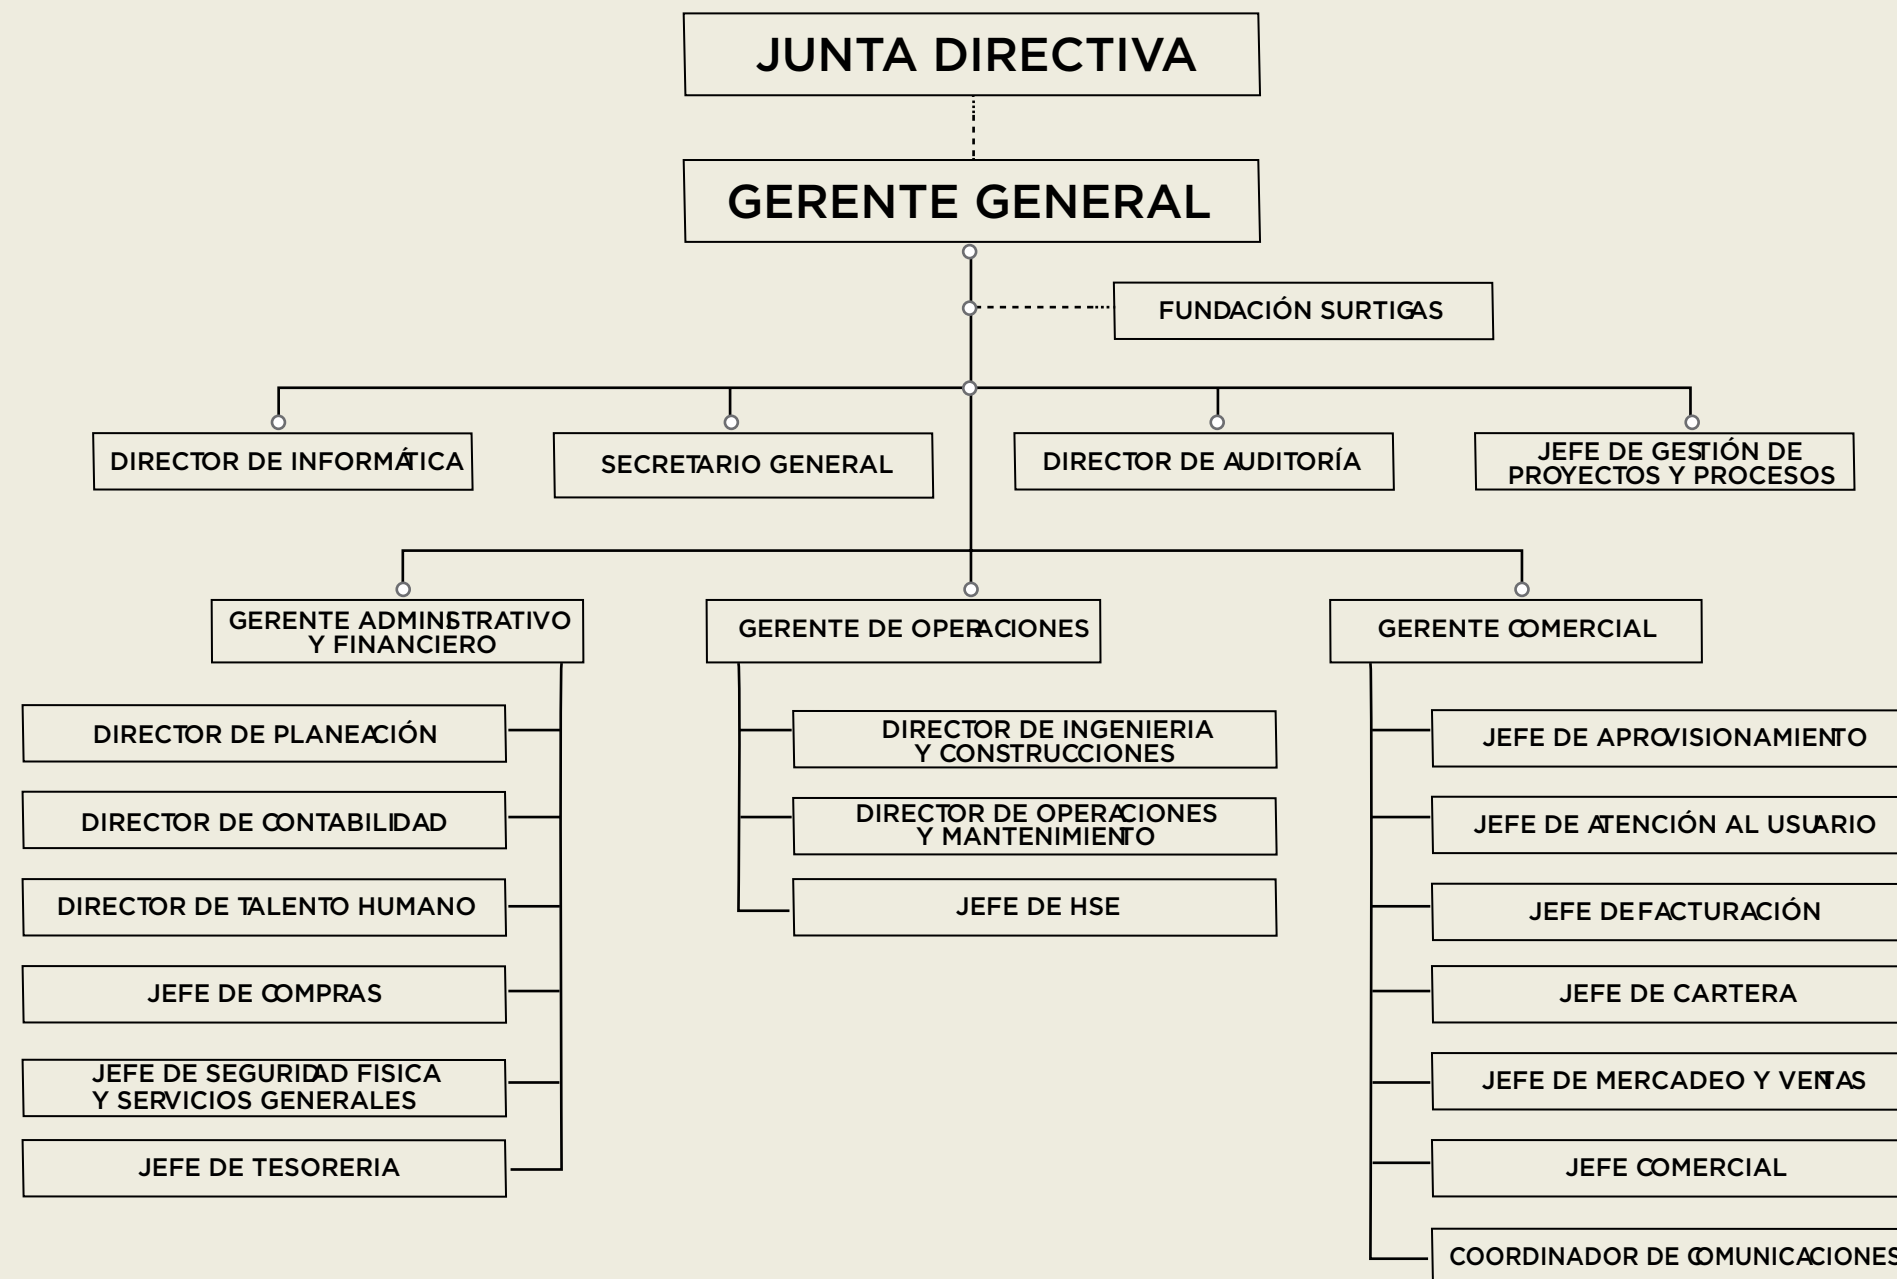 JUNTA DIRECTIVA
GERENTE GENERAL
FUNDACIÓN SURTIGAS
DIRECTOR DE INFORMÁTICA
SECRETARIO GENERAL
DIRECTOR DE AUDITORÍA
JEFE DE GESTIÓN DE
PROYECTOS Y PROCESOS
GERENTE ADMINSTRATIVO
Y FINANCIERO
GERENTE DE OPERACIONES
GERENTE COMERCIAL
DIRECTOR DE PLANEACIÓN
DIRECTOR DE CONTABILIDAD
DIRECTOR DE TALENTO HUMANO
JEFE DE COMPRAS
JEFE DE SEGURIDAD FISICA
Y SERVICIOS GENERALES
JEFE DE TESORERIA
DIRECTOR DE INGENIERIA
Y CONSTRUCCIONES
DIRECTOR DE OPERACIONES
Y MANTENIMIENTO
JEFE DE HSE
JEFE DE APROVISIONAMIENTO
JEFE DE ATENCIÓN AL USUARIO
JEFE DE FACTURACIÓN
JEFE DE CARTERA
JEFE DE MERCADEO Y VENTAS
JEFE COMERCIAL
COORDINADOR DE COMUNICACIONES